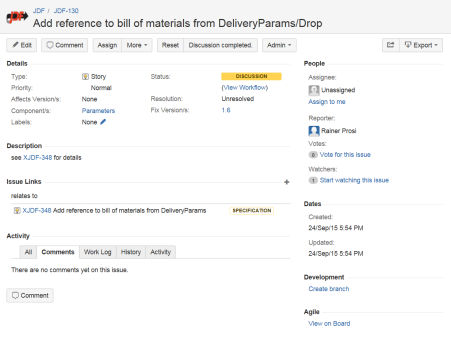 JDF / JDF-130
Add reference to bill of materials from DeliveryParams/Drop
Edit Comment Assign More Reset Discussion completed. Admin Export
Details
Type: Story Status: DISCUSSION
(View Workflow)
Priority: Normal
Affects Version/s: None Resolution: Unresolved
Component/s: Parameters Fix Version/s: 1.6
Labels: None
Description
see XJDF-348 for details
Issue Links
relates to
XJDF-348 Add reference to bill of materials from DeliveryParams SPECIFICATION
Activity
All Comments Work Log History Activity
There are no comments yet on this issue.
Comment
People
Assignee:
Unassigned
Assign to me
Reporter:
Rainer Prosi
Votes:
0 Vote for this issue
Watchers:
1 Start watching this issue
Dates
Created:
24/Sep/15 5:54 PM
Updated:
24/Sep/15 5:54 PM
Development
Create branch
Agile
View on Board